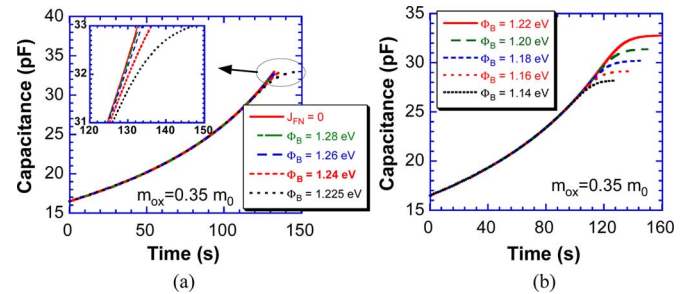 (a)
Capacitance (pF)
40
35
30
25
20
15
0
50
100
150
Time (s)
33
32
31
120
130
140
150
m_ox=0.35 m_0
J_FN = 0
Φ_B = 1.28 eV
Φ_B = 1.26 eV
Φ_B = 1.24 eV
Φ_B = 1.225 eV
(a)
(b)
Capacitance (pF)
40
35
30
25
20
15
0
40
80
120
160
Time (s)
Φ_B = 1.22 eV
Φ_B = 1.20 eV
Φ_B = 1.18 eV
Φ_B = 1.16 eV
Φ_B = 1.14 eV
m_ox=0.35 m_0
(b)